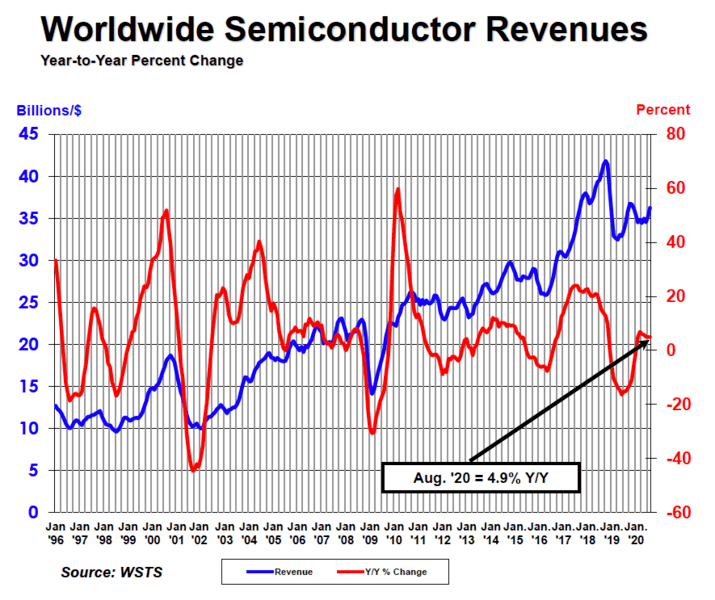 Worldwide Semiconductor Revenues
Year-to-Year Percent Change
Billions/$ Percent
45 80
40 60
35 40
30
25 20
20 0
15 -20
10
5 -40
0 -60
Aug. '20 = 4.9% Y/Y
Jan Jan Jan Jan Jan Jan Jan Jan Jan Jan Jan Jan Jan Jan Jan. Jan. Jan. Jan. Jan. Jan. Jan. Jan. Jan. Jan. Jan.
'96 '97 '98 '99 '00 '01 '02 '03 '04 '05 '06 '07 '08 '09 '10 '11 '12 '13 '14 '15 '16 '17 '18 '19 '20
Source: WSTS
Revenue Y/Y % Change